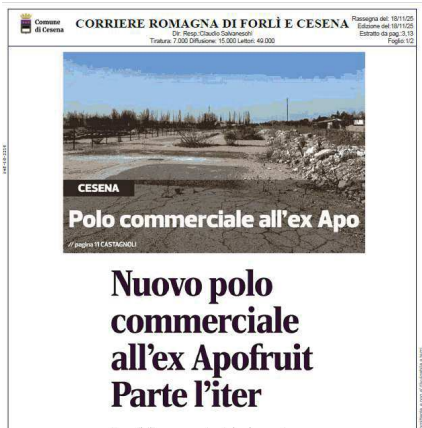 Comune
di Cesena
CORRIERE ROMAGNA DI FORLÌ E CESENA
Dir. Resp.:Claudio Salvaneschi
Tiratura: 7.000 Diffusione: 15.000 Lettori: 49.000
Rassegna del: 18/11/25
Edizione del:18/11/25
Estratto da pag.:3,13
Foglio:1/2
CESENA
Polo commerciale all'ex Apo
// pagina 11 CASTAGNOLI
Nuovo polo
commerciale
all'ex Apofruit
Parte l'iter